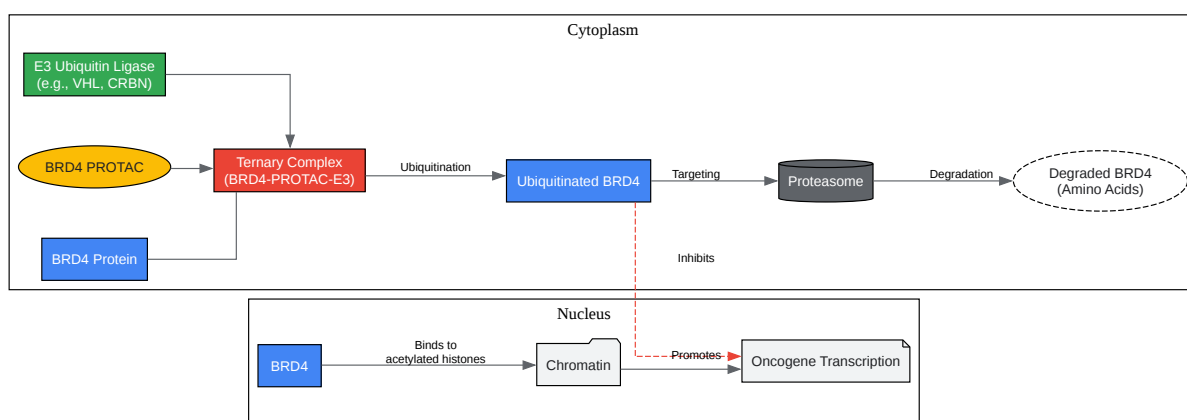 Cytoplasm
E3 Ubiquitin Ligase
(e.g., VHL, CRBN)
BRD4 PROTAC
Ternary Complex
(BRD4-PROTAC-E3)
Ubiquitination
Ubiquitinated BRD4
Targeting
Proteasome
Degradation
Degraded BRD4
(Amino Acids)
BRD4 Protein
Inhibits
Nucleus
BRD4
Binds to
acetylated histones
Chromatin
Promotes
Oncogene Transcription